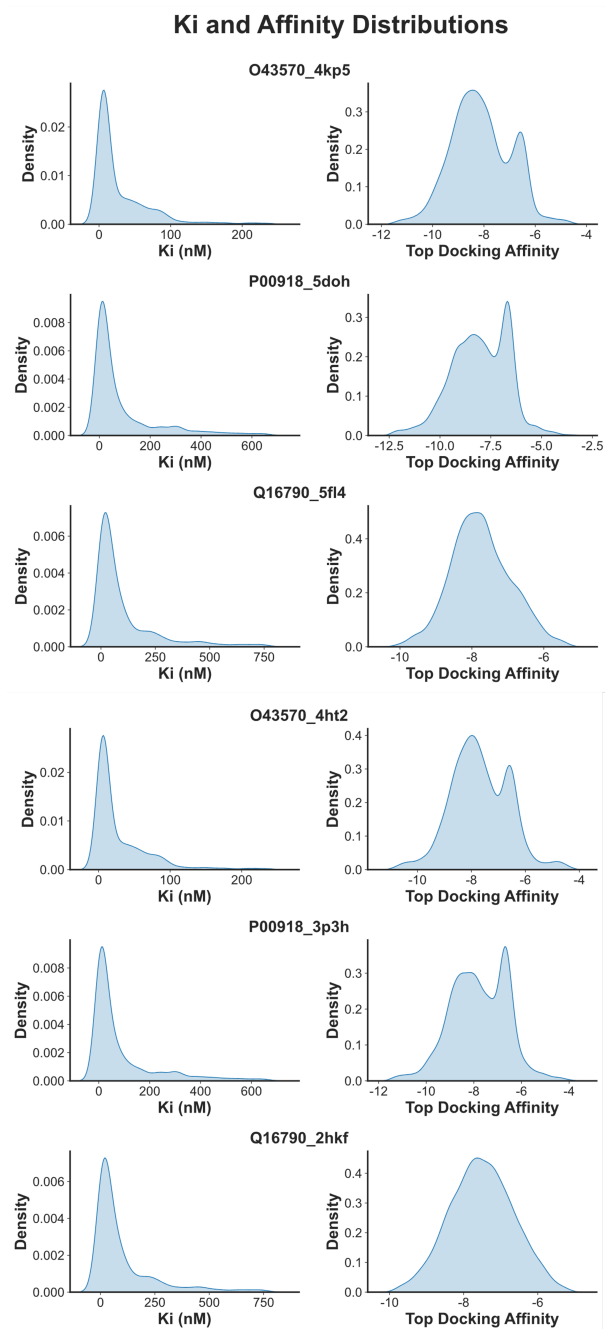 Ki and Affinity Distributions
O43570_4kp5
Density
0.02
0.01
0.00
0 100 200
Ki (nM)
Density
0.3
0.2
0.1
0.0
-12 -10 -8 -6 -4
Top Docking Affinity
P00918_5doh
Density
0.008
0.006
0.004
0.002
0.000
0 200 400 600
Ki (nM)
Density
0.3
0.2
0.1
0.0
-12.5 -10.0 -7.5 -5.0 -2.5
Top Docking Affinity
Q16790_5fl4
Density
0.006
0.004
0.002
0.000
0 250 500 750
Ki (nM)
Density
0.4
0.2
0.0
-10 -8 -6
Top Docking Affinity
O43570_4ht2
Density
0.02
0.01
0.00
0 100 200
Ki (nM)
Density
0.4
0.3
0.2
0.1
0.0
-10 -8 -6 -4
Top Docking Affinity
P00918_3p3h
Density
0.008
0.006
0.004
0.002
0.000
0 200 400 600
Ki (nM)
Density
0.3
0.2
0.1
0.0
-12 -10 -8 -6 -4
Top Docking Affinity
Q16790_2hkf
Density
0.006
0.004
0.002
0.000
0 250 500 750
Ki (nM)
Density
0.4
0.3
0.2
0.1
0.0
-10 -8 -6
Top Docking Affinity